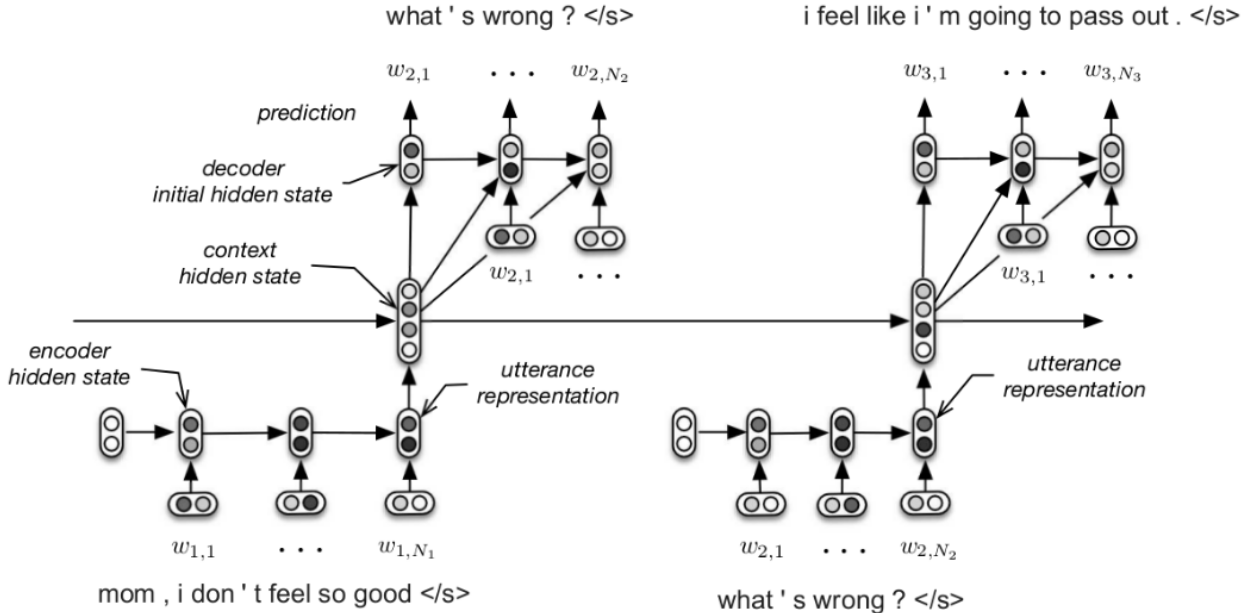 what ' s wrong ? </s>
i feel like i ' m going to pass out . </s>
w2,1 · · · w2,N2
w3,1 · · · w3,N3
prediction
decoder
initial hidden state
context
hidden state
w2,1 · · ·
w3,1 · · ·
encoder
hidden state
utterance
representation
utterance
representation
w1,1 · · · w1,N1
w2,1 · · · w2,N2
mom , i don ' t feel so good </s>
what ' s wrong ? </s>